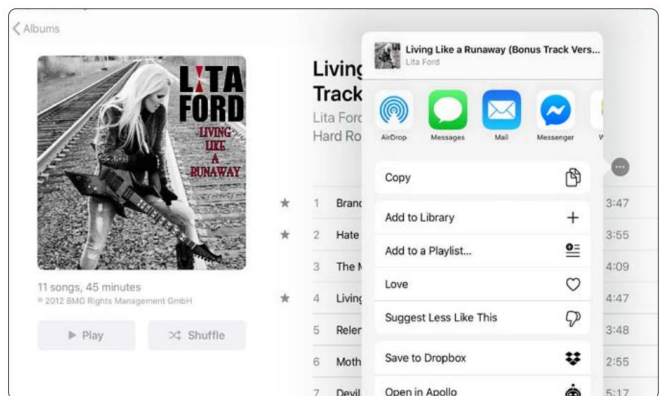 Albums
LITA
FORD
LIVING
LIKE
A
RUNAWAY
11 songs, 45 minutes
℗ 2012 BMG Rights Management GmbH
Play
Shuffle
Living
Track
Lita Ford
Hard Ro
1 Branc 3:47
2 Hate 3:55
3 The M 4:09
4 Living 4:47
5 Relen 3:48
6 Moth 2:55
7 Devil 5:17
Living Like a Runaway (Bonus Track Vers...
Lita Ford
AirDrop Messages Mail Messenger W
Copy
Add to Library
Add to a Playlist...
Love
Suggest Less Like This
Save to Dropbox
Open in Apollo